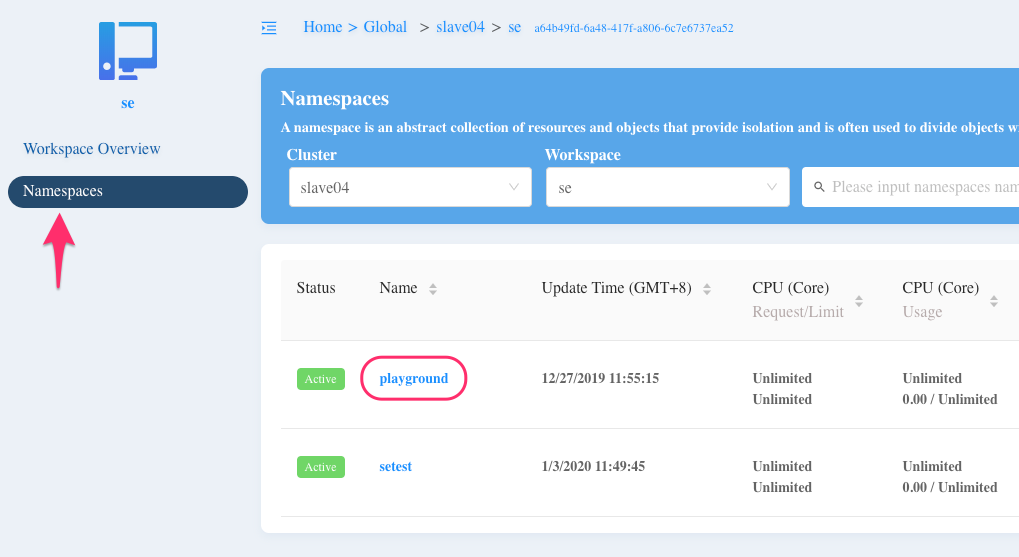 Home > Global > slave04 > se a64b49fd-6a48-417f-a806-6c7e6737ea52
se
Workspace Overview
Namespaces
Namespaces
A namespace is an abstract collection of resources and objects that provide isolation and is often used to divide objects w
Cluster Workspace
slave04 se Please input namespaces nam
Status Name Update Time (GMT+8) CPU (Core) CPU (Core)
Request/Limit Usage
Active playground 12/27/2019 11:55:15 Unlimited Unlimited
Unlimited 0.00 / Unlimited
Active setest 1/3/2020 11:49:45 Unlimited Unlimited
Unlimited 0.00 / Unlimited